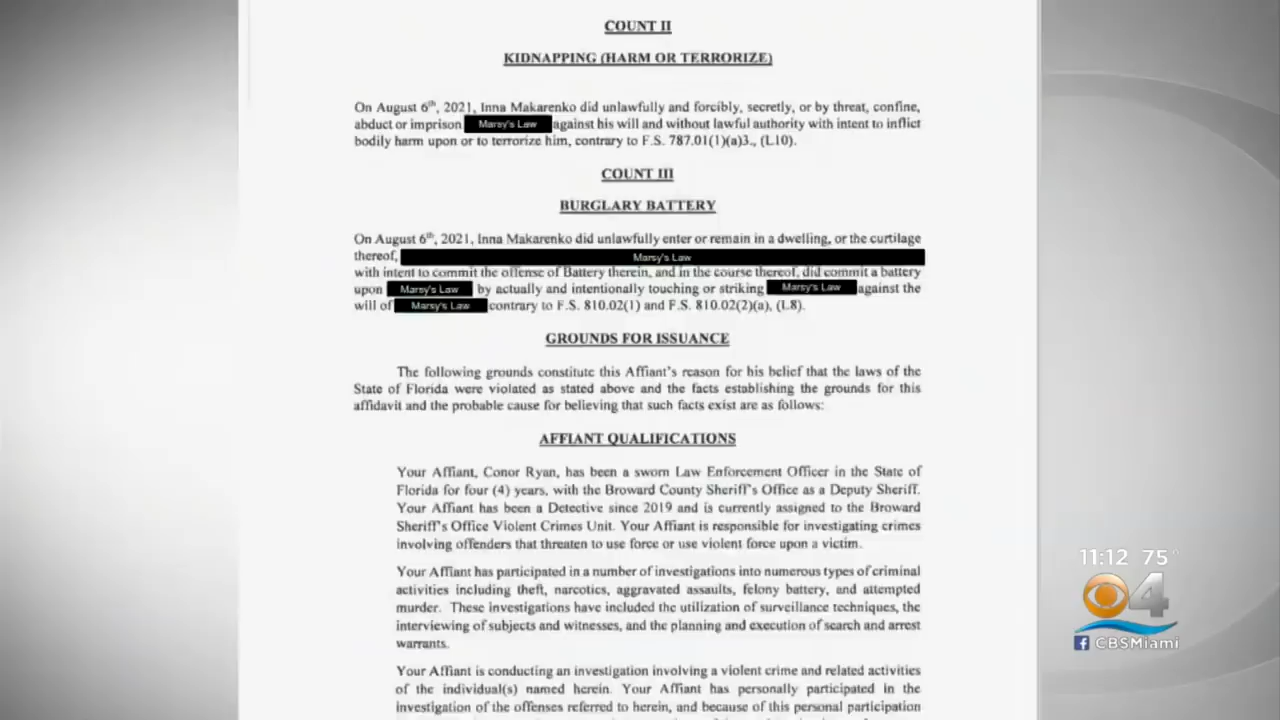 COUNT II
KIDNAPPING (HARM OR TERRORIZE)
On August 6th, 2021, Inna Makarenko did unlawfully and forcibly, secretly, or by threat, confine,
abduct or imprison Marsy's Law against his will and without lawful authority with intent to inflict
bodily harm upon or to terrorize him, contrary to F.S. 787.01(1)(a)3., (L10).
COUNT III
BURGLARY BATTERY
On August 6th, 2021, Inna Makarenko did unlawfully enter or remain in a dwelling, or the curtilage
thereof, Marsy's Law
with intent to commit the offense of Battery therein, and in the course thereof, did commit a battery
upon Marsy's Law by actually and intentionally touching or striking Marsy's Law against the
will of Marsy's Law contrary to F.S. 810.02(1) and F.S. 810.02(2)(a), (L8).
GROUNDS FOR ISSUANCE
The following grounds constitute this Affiant's reason for his belief that the laws of the
State of Florida were violated as stated above and the facts establishing the grounds for this
affidavit and the probable cause for believing that such facts exist are as follows:
AFFIANT QUALIFICATIONS
Your Affiant, Conor Ryan, has been a sworn Law Enforcement Officer in the State of
Florida for four (4) years, with the Broward County Sheriff's Office as a Deputy Sheriff.
Your Affiant has been a Detective since 2019 and is currently assigned to the Broward
Sheriff's Office Violent Crimes Unit. Your Affiant is responsible for investigating crimes
involving offenders that threaten to use force or use violent force upon a victim.
Your Affiant has participated in a number of investigations into numerous types of criminal
activities including theft, narcotics, aggravated assaults, felony battery, and attempted
murder. These investigations have included the utilization of surveillance techniques, the
interviewing of subjects and witnesses, and the planning and execution of search and arrest
warrants.
Your Affiant is conducting an investigation involving a violent crime and related activities
of the individual(s) named herein. Your Affiant has personally participated in the
investigation of the offenses referred to herein, and because of this personal participation
11:12 75°
4
CBSMiami